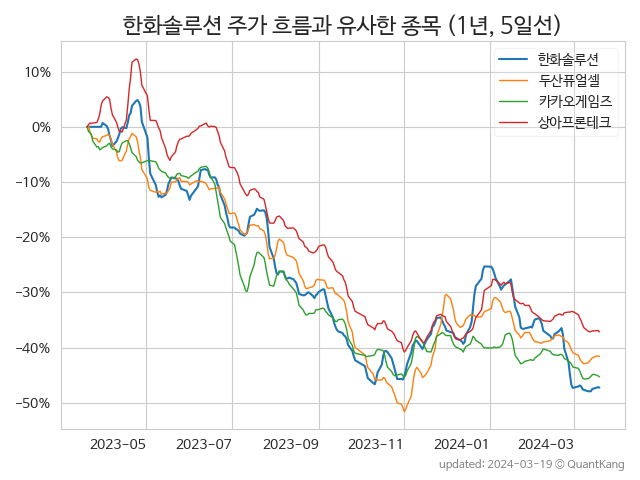 한화솔루션 주가 흐름과 유사한 종목 (1년, 5일선)
한화솔루션
두산퓨얼셀
카카오게임즈
상아프론테크
10%
0%
−10%
−20%
−30%
−40%
−50%
2023-05
2023-07
2023-09
2023-11
2024-01
2024-03
updated: 2024-03-19 © QuantKang